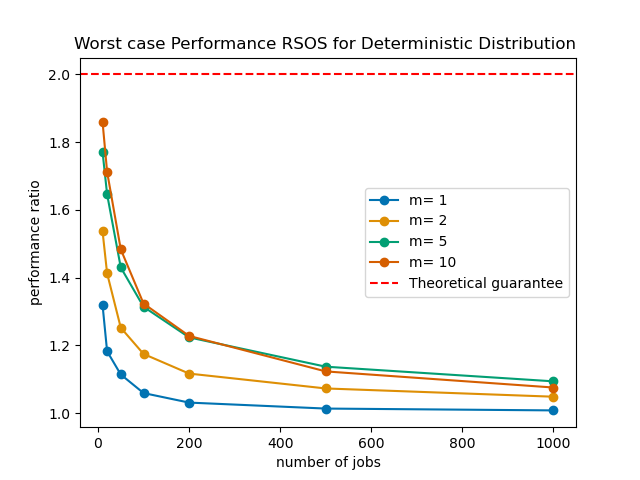 Worst case Performance RSOS for Deterministic Distribution
performance ratio
2.0
1.8
1.6
1.4
1.2
1.0
m= 1
m= 2
m= 5
m= 10
Theoretical guarantee
0 200 400 600 800 1000
number of jobs